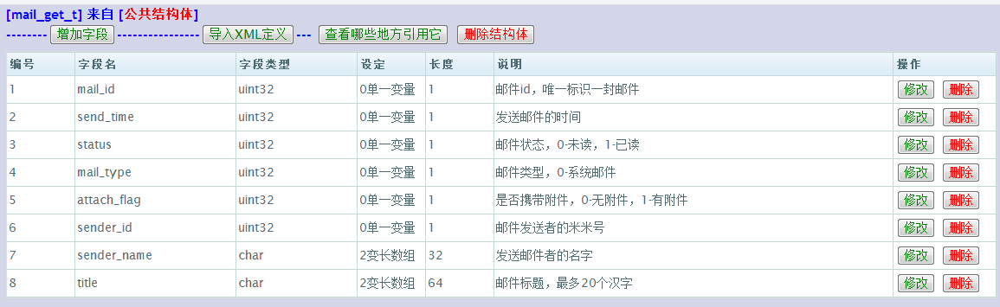 [mail_get_t] 来自 [公共结构体]
-------- 增加字段 ---------------- 导入XML定义 --- 查看哪些地方引用它 删除结构体
编号 字段名 字段类型 设定 长度 说明 操作
1 mail_id uint32 0单一变量 1 邮件id，唯一标识一封邮件 修改 删除
2 send_time uint32 0单一变量 1 发送邮件的时间 修改 删除
3 status uint32 0单一变量 1 邮件状态，0-未读，1-已读 修改 删除
4 mail_type uint32 0单一变量 1 邮件类型，0-系统邮件 修改 删除
5 attach_flag uint32 0单一变量 1 是否携带附件，0-无附件，1-有附件 修改 删除
6 sender_id uint32 0单一变量 1 邮件发送者的米米号 修改 删除
7 sender_name char 2变长数组 32 发送邮件者的名字 修改 删除
8 title char 2变长数组 64 邮件标题，最多20个汉字 修改 删除